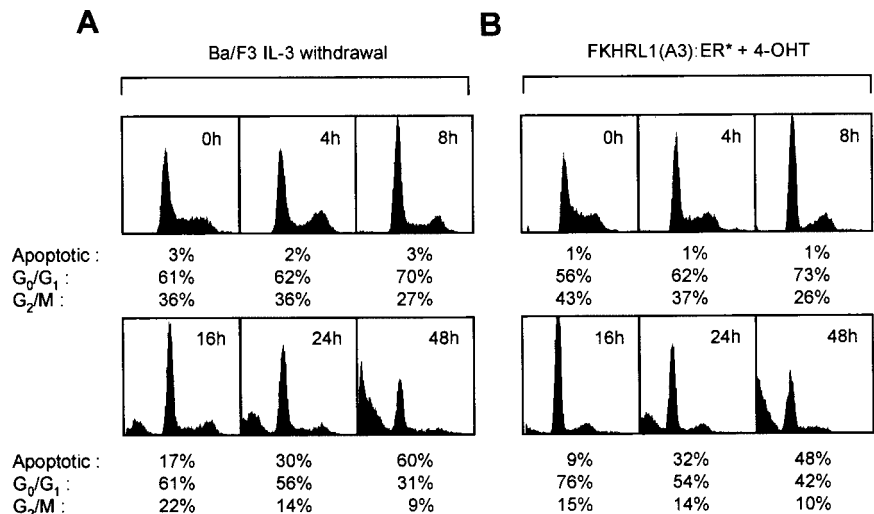 A
B
Ba/F3 IL-3 withdrawal
FKHRL1(A3):ER* + 4-OHT
0h 4h 8h
0h 4h 8h
Apoptotic : 3% 2% 3% 1% 1% 1%
G0/G1 : 61% 62% 70% 56% 62% 73%
G2/M : 36% 36% 27% 43% 37% 26%
16h 24h 48h
16h 24h 48h
Apoptotic : 17% 30% 60% 9% 32% 48%
G0/G1 : 61% 56% 31% 76% 54% 42%
G2/M : 22% 14% 9% 15% 14% 10%